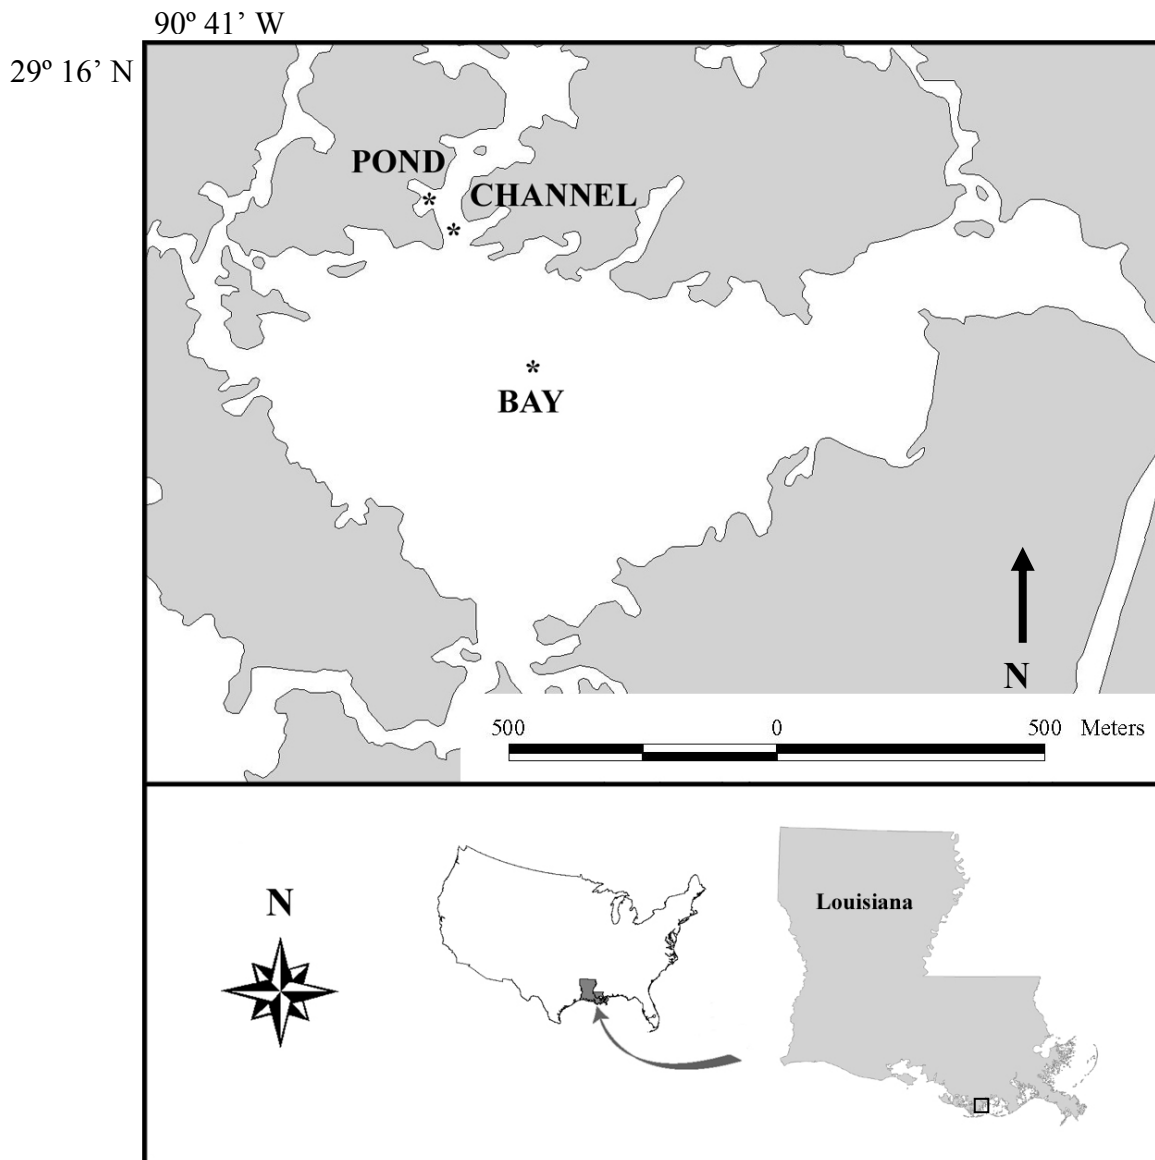 90º 41’ W
29º 16’ N
POND
*
CHANNEL
*
*
BAY
N
500 0 500 Meters
N
Louisiana